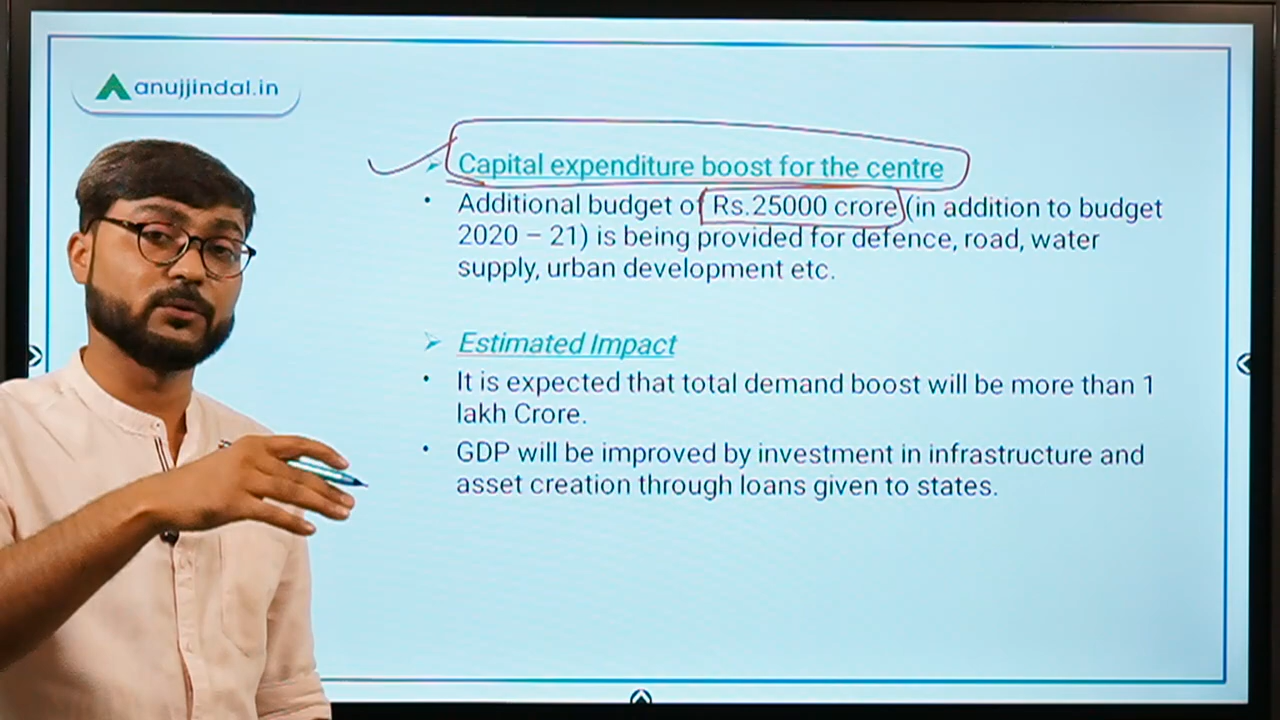 anujjindal.in
Capital expenditure boost for the centre
Additional budget of Rs.25000 crore (in addition to budget
2020 – 21) is being provided for defence, road, water
supply, urban development etc.
Estimated Impact
It is expected that total demand boost will be more than 1
lakh Crore.
GDP will be improved by investment in infrastructure and
asset creation through loans given to states.